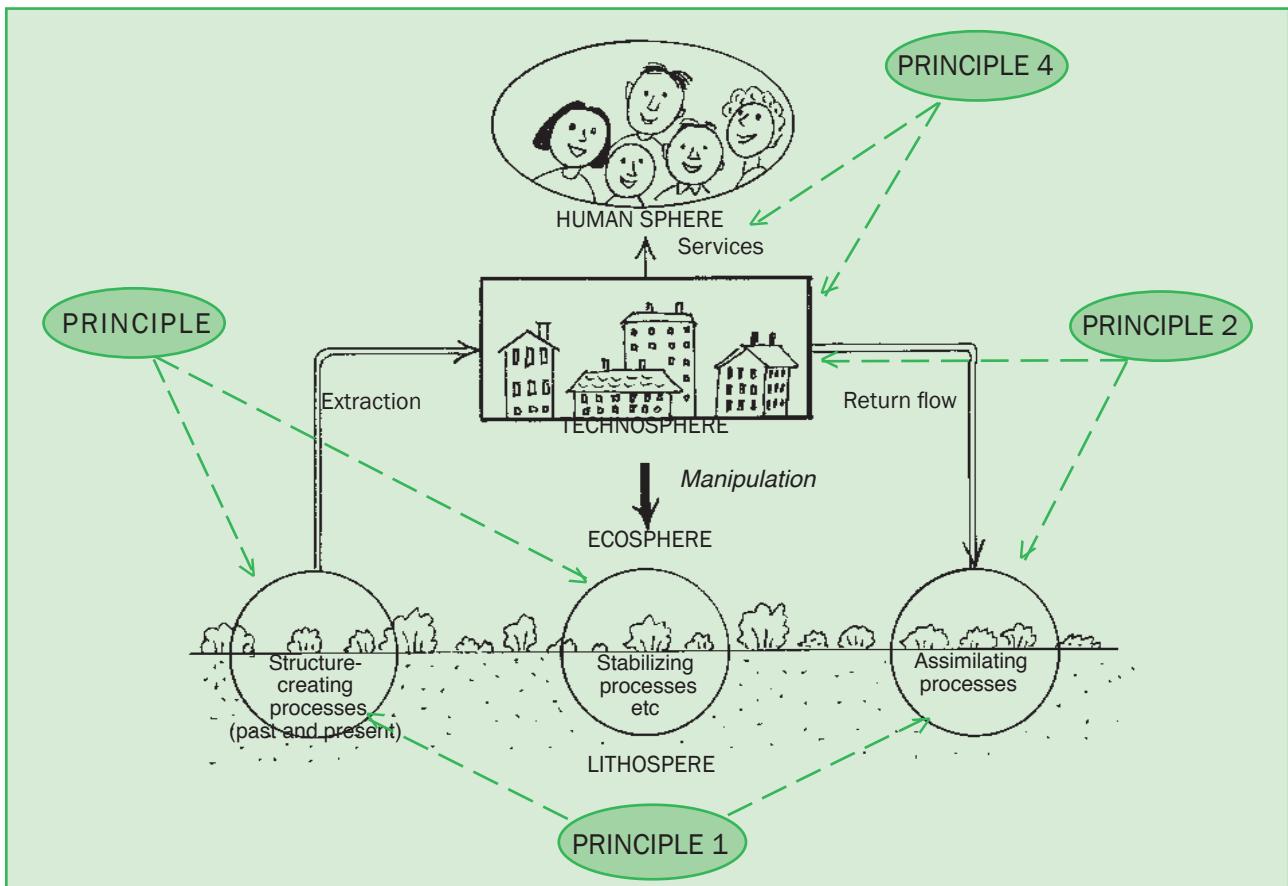 PRINCIPLE 4
HUMAN SPHERE
Services
PRINCIPLE
PRINCIPLE 2
Extraction
Return flow
TECHNOSPHERE
Manipulation
ECOSPHERE
Structure-
creating
processes
(past and present)
Stabilizing
processes
etc
Assimilating
processes
LITHOSPERE
PRINCIPLE 1